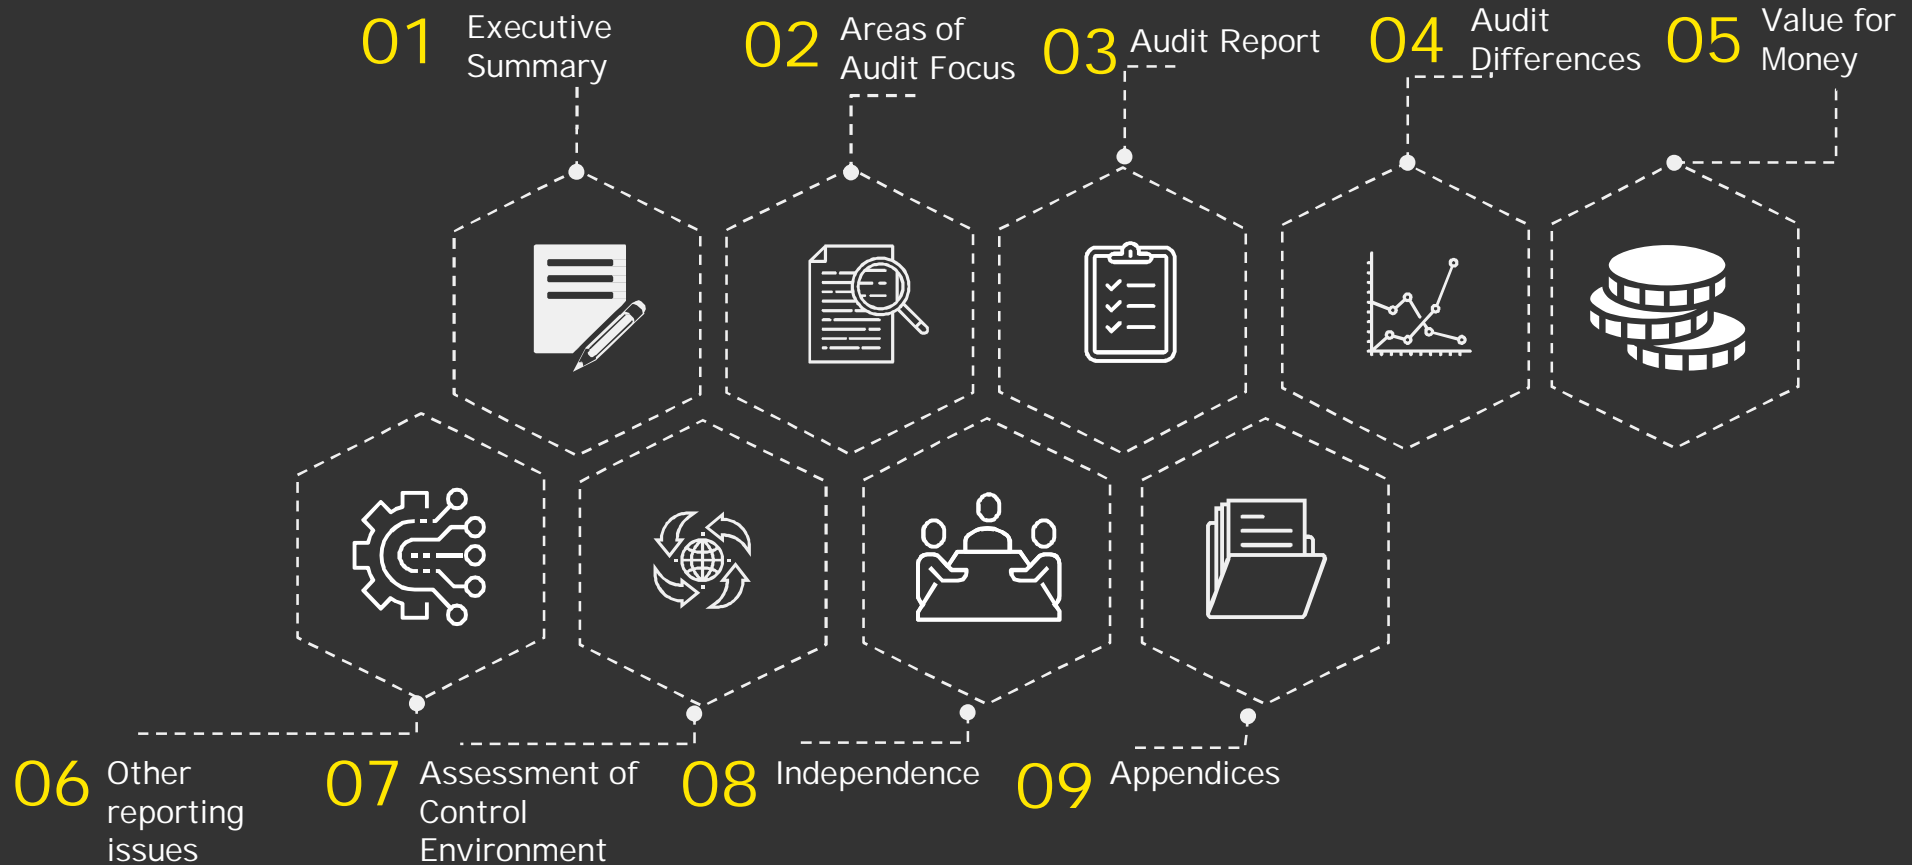 01 Executive
Summary
02 Areas of
Audit Focus
03 Audit Report
04 Audit
Differences
05 Value for
Money
06 Other
reporting
issues
07 Assessment of
Control
Environment
08 Independence
09 Appendices